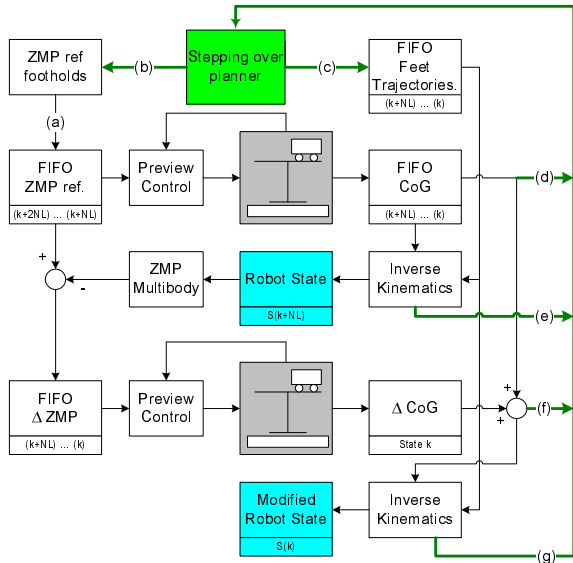 ZMP ref
footholds
(b)
Stepping over
planner
(c)
FIFO
Feet
Trajectories.
(k+NL) ... (k)
(a)
FIFO
ZMP ref.
(k+2NL) ... (k+NL)
Preview
Control
FIFO
CoG
(k+NL) ... (k)
(d)
+
-
ZMP
Multibody
Robot State
S(k+NL)
Inverse
Kinematics
(e)
FIFO
Δ ZMP
(k+NL) ... (k)
Preview
Control
Δ CoG
State k
+
+
(f)
Modified
Robot State
S(k)
Inverse
Kinematics
(g)